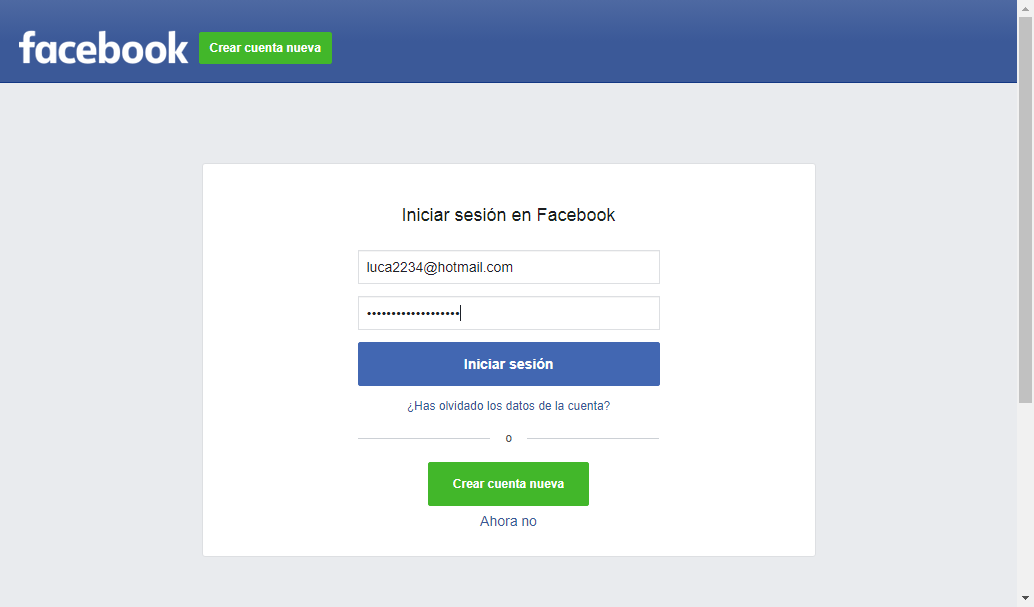 facebook
Crear cuenta nueva
Iniciar sesión en Facebook
luca2234@hotmail.com
•••••••••••••••••••
Iniciar sesión
¿Has olvidado los datos de la cuenta?
o
Crear cuenta nueva
Ahora no